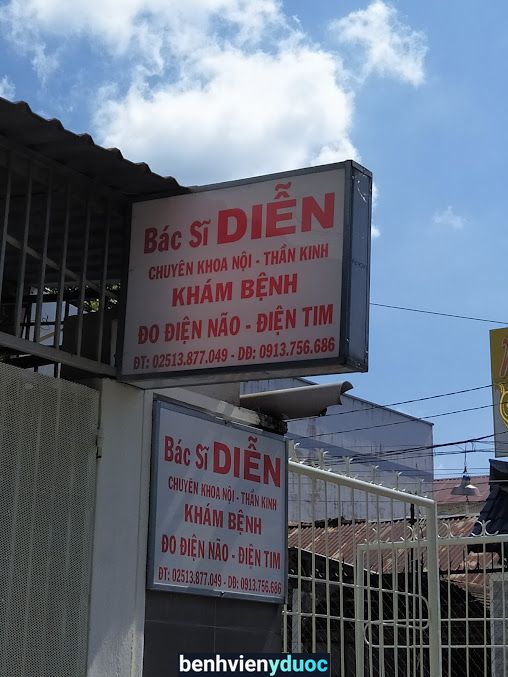 Bác Sĩ DIỄN
CHUYÊN KHOA NỘI - THẦN KINH
KHÁM BỆNH
ĐO ĐIỆN NÃO - ĐIỆN TIM
ĐT: 02513.877.049 - DĐ: 0913.756.686
Bác Sĩ DIỄN
CHUYÊN KHOA NỘI - THẦN KINH
KHÁM BỆNH
ĐO ĐIỆN NÃO - ĐIỆN TIM
ĐT: 02513.877.049 - DĐ: 0913.756.686
benhvienyduoc